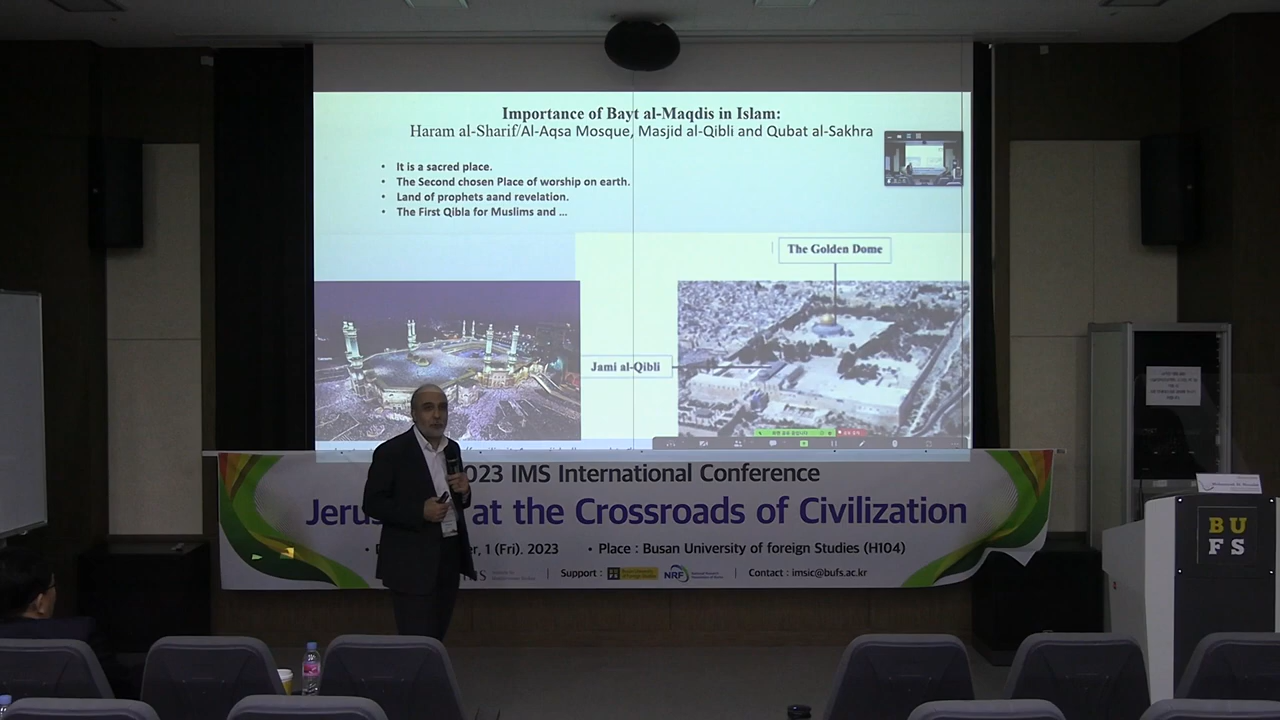 Importance of Bayt al-Maqdis in Islam:
Haram al-Sharif/Al-Aqsa Mosque, Masjid al-Qibli and Qubat al-Sakhra
• It is a sacred place.
• The Second chosen Place of worship on earth.
• Land of prophets aand revelation.
• The First Qibla for Muslims and ...
The Golden Dome
Jami al-Qibli
023 IMS International Conference
Jerus at the Crossroads of Civilization
• er, 1 (Fri). 2023 • Place : Busan University of foreign Studies (H104)
Support : NRF Contact : imsic@bufs.ac.kr
BU
FS